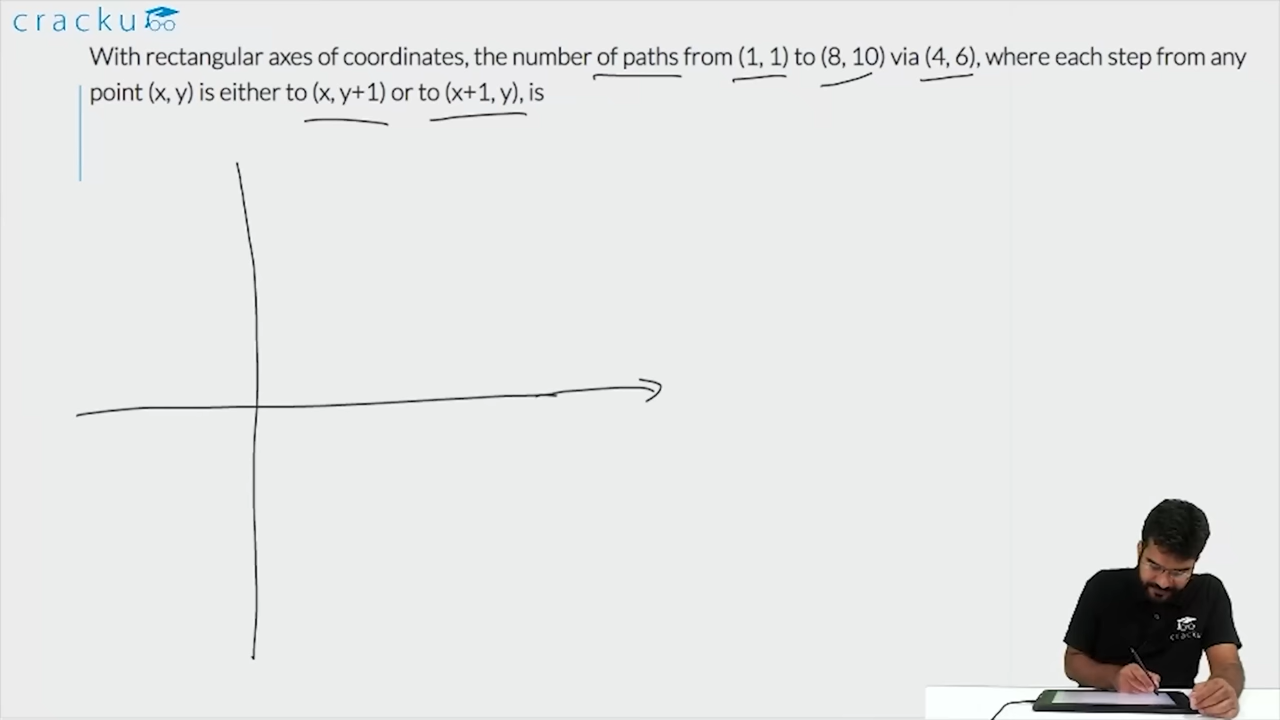 cracku
With rectangular axes of coordinates, the number of paths from (1, 1) to (8, 10) via (4, 6), where each step from any
point (x, y) is either to (x, y+1) or to (x+1, y), is
cracku